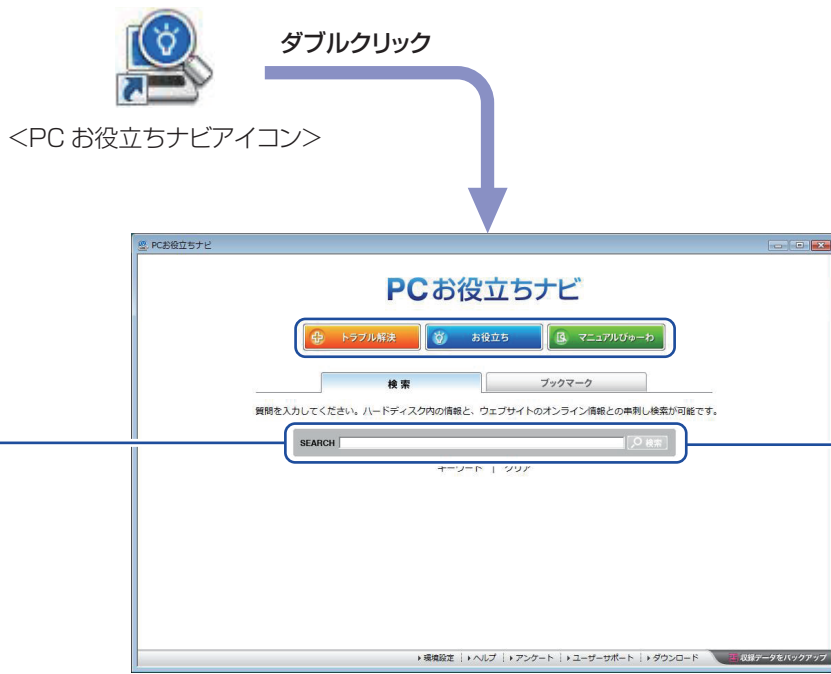 ダブルクリック
<PC お役立ちナビアイコン>
PCお役立ちナビ
PCお役立ちナビ
トラブル解決 お役立ち マニュアルびゅーわ
検索 ブックマーク
質問を入力してください。ハードディスク内の情報と、ウェブサイトのオンライン情報との串刺し検索が可能です。
SEARCH 検索
キーワード | クリア
▶環境設定 ▶ヘルプ ▶アンケート ▶ユーザーサポート ▶ダウンロード 収録データをバックアップ